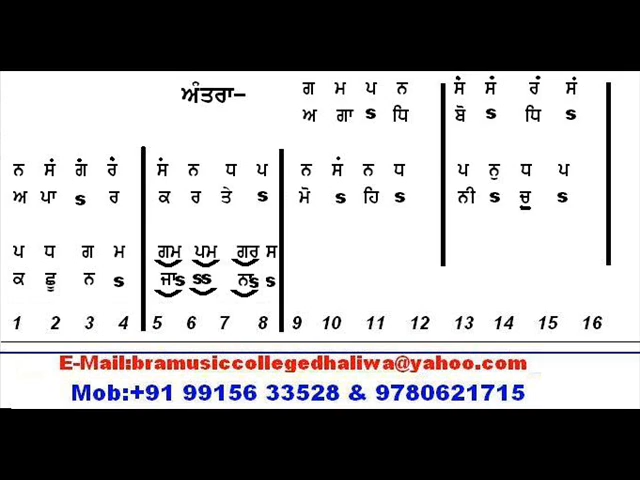 ਅੰਤਰਾ–
ਗ ਮ ਪ ਨ ਸੰ ਸੰ ਰੰ ਸੰ
ਅ ਗਾ s ਧਿ ਬੋ s ਧਿ s
ਨ ਸੰ ਗੰ ਰੰ ਸੰ ਨ ਧ ਪ ਨ ਸੰ ਨ ਧ ਪ ਨੁ ਧ ਪ
ਅ ਪਾ s ਰ ਕ ਰ ਤੇ s ਮੋ s ਹਿ s ਨੀ s ਚੁ s
ਪ ਧ ਗ ਮ ਗਮ ਪਮ ਗਰ ਸ
ਕ ਛੂ ਨ s ਜਾs ss ਨਾs s
1 2 3 4 5 6 7 8 9 10 11 12 13 14 15 16
E-Mail:bramusiccollegedhaliwa@yahoo.com
Mob:+91 99156 33528 & 9780621715